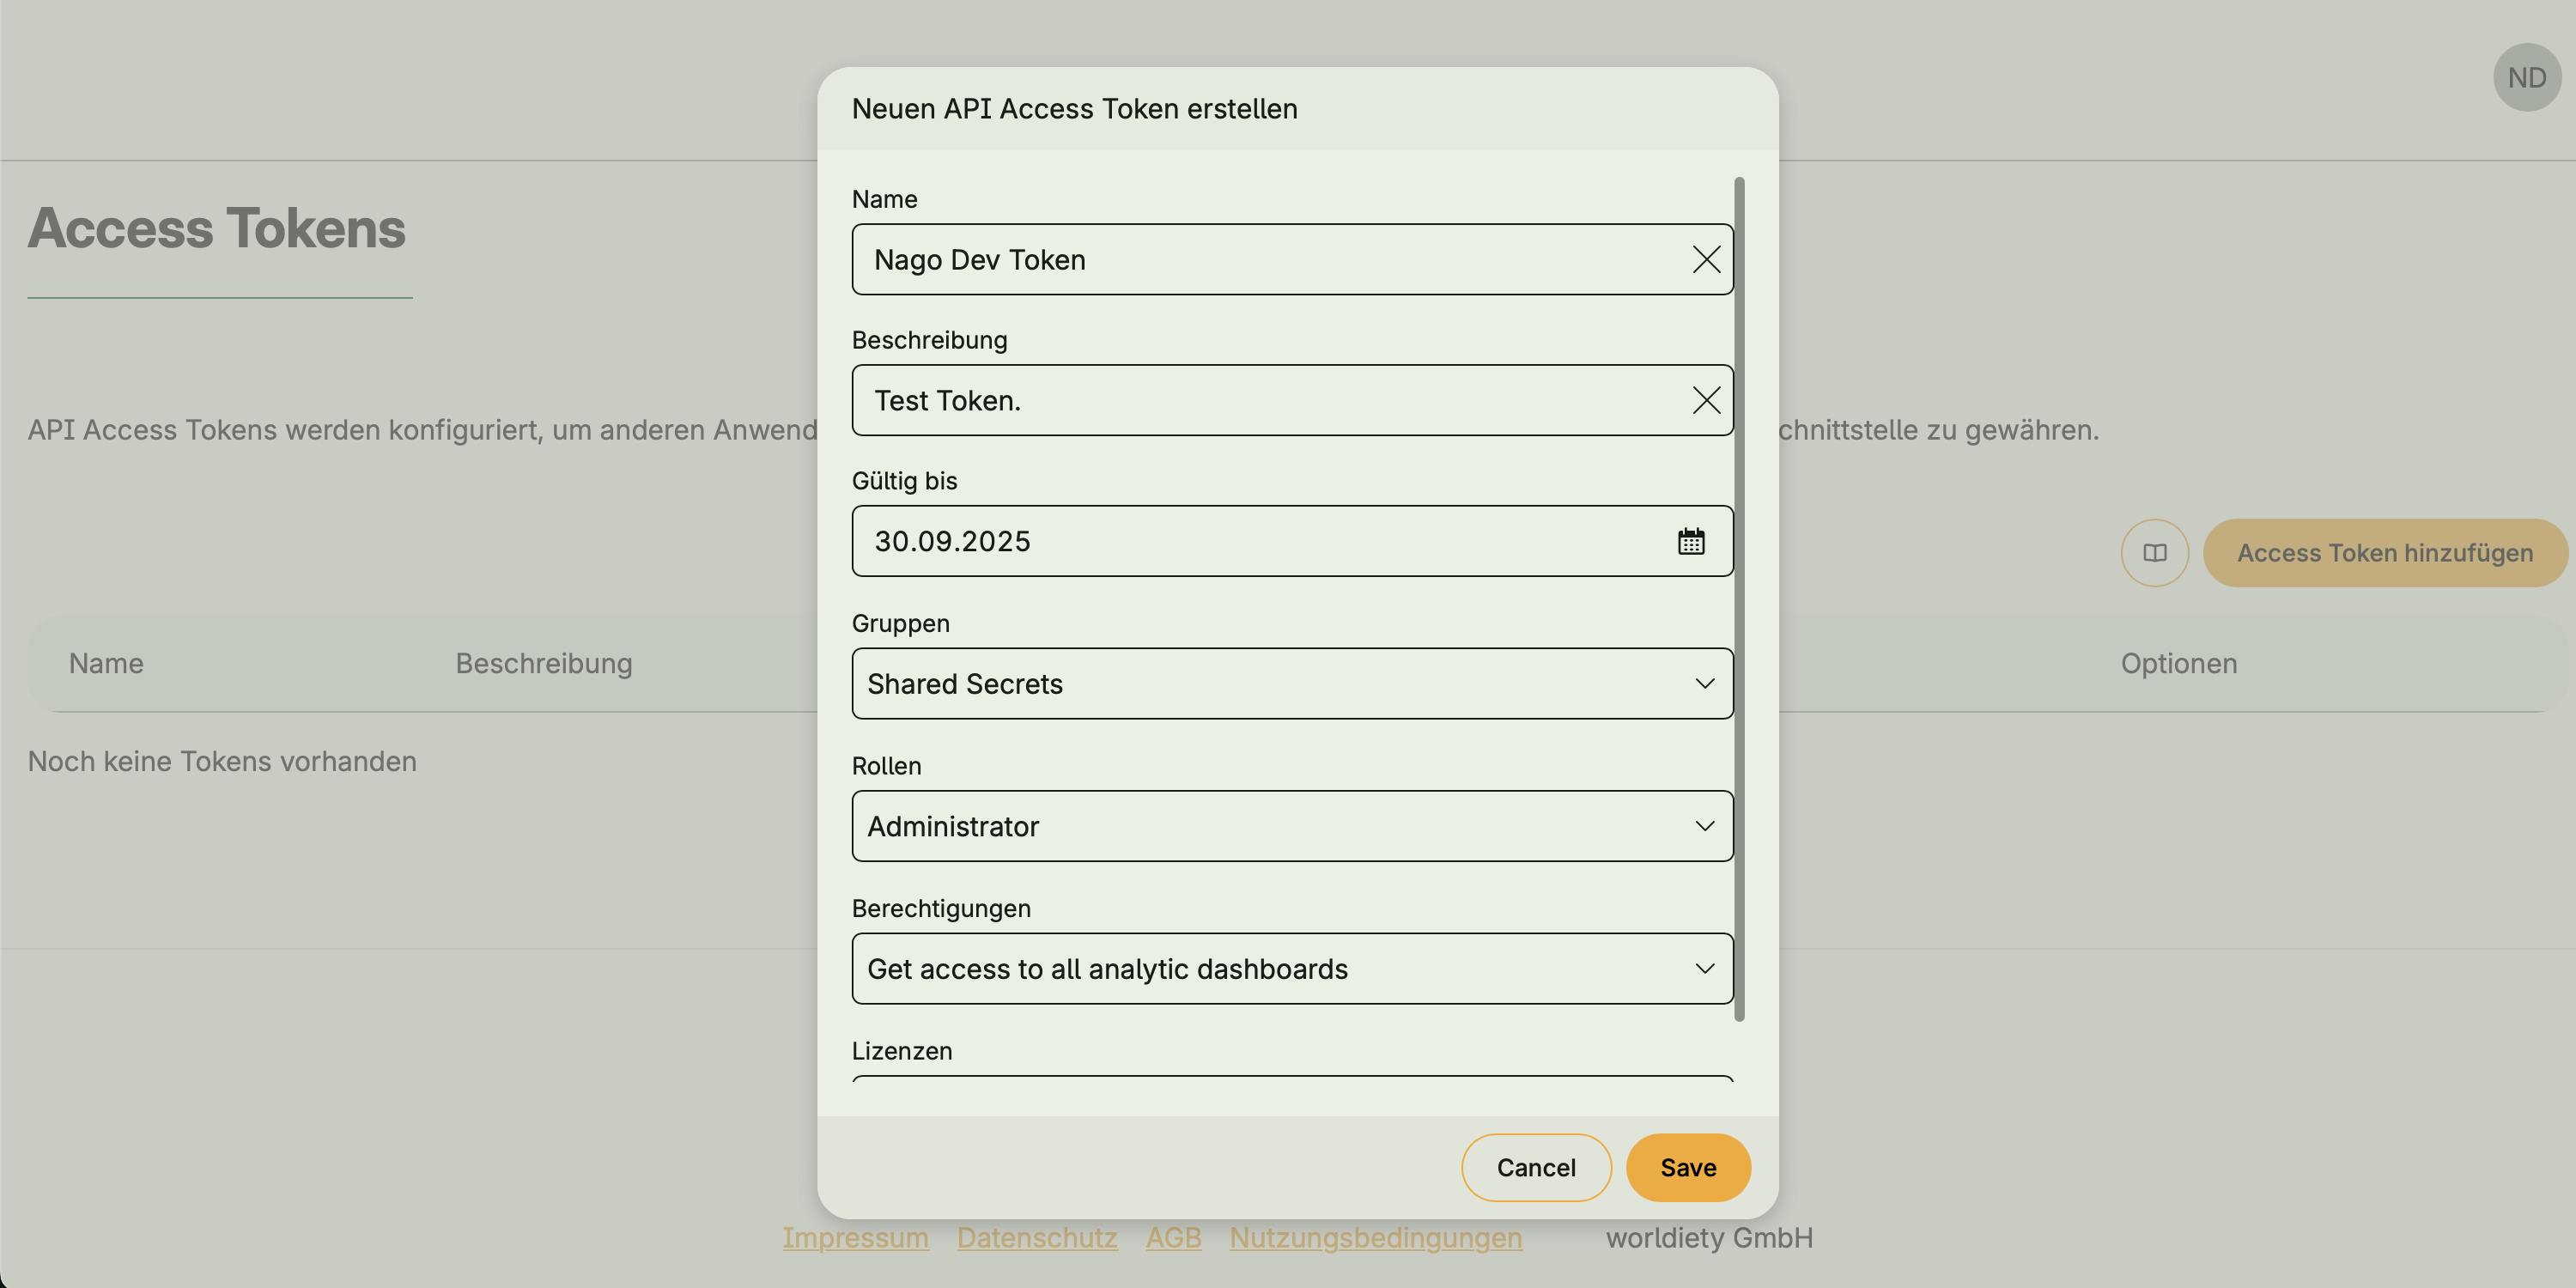 ND
Neuen API Access Token erstellen
Access Tokens
Name
Nago Dev Token
Beschreibung
Test Token.
API Access Tokens werden konfiguriert, um anderen
chnittstelle zu gewähren.
Gültig bis
30.09.2025
Access Token hinzufügen
Gruppen
Shared Secrets
Name Beschreibung Optionen
Noch keine Tokens vorhanden
Rollen
Administrator
Berechtigungen
Get access to all analytic dashboards
Lizenzen
Cancel Save
Impressum Datenschutz AGB Nutzungsbedingungen worldiety GmbH